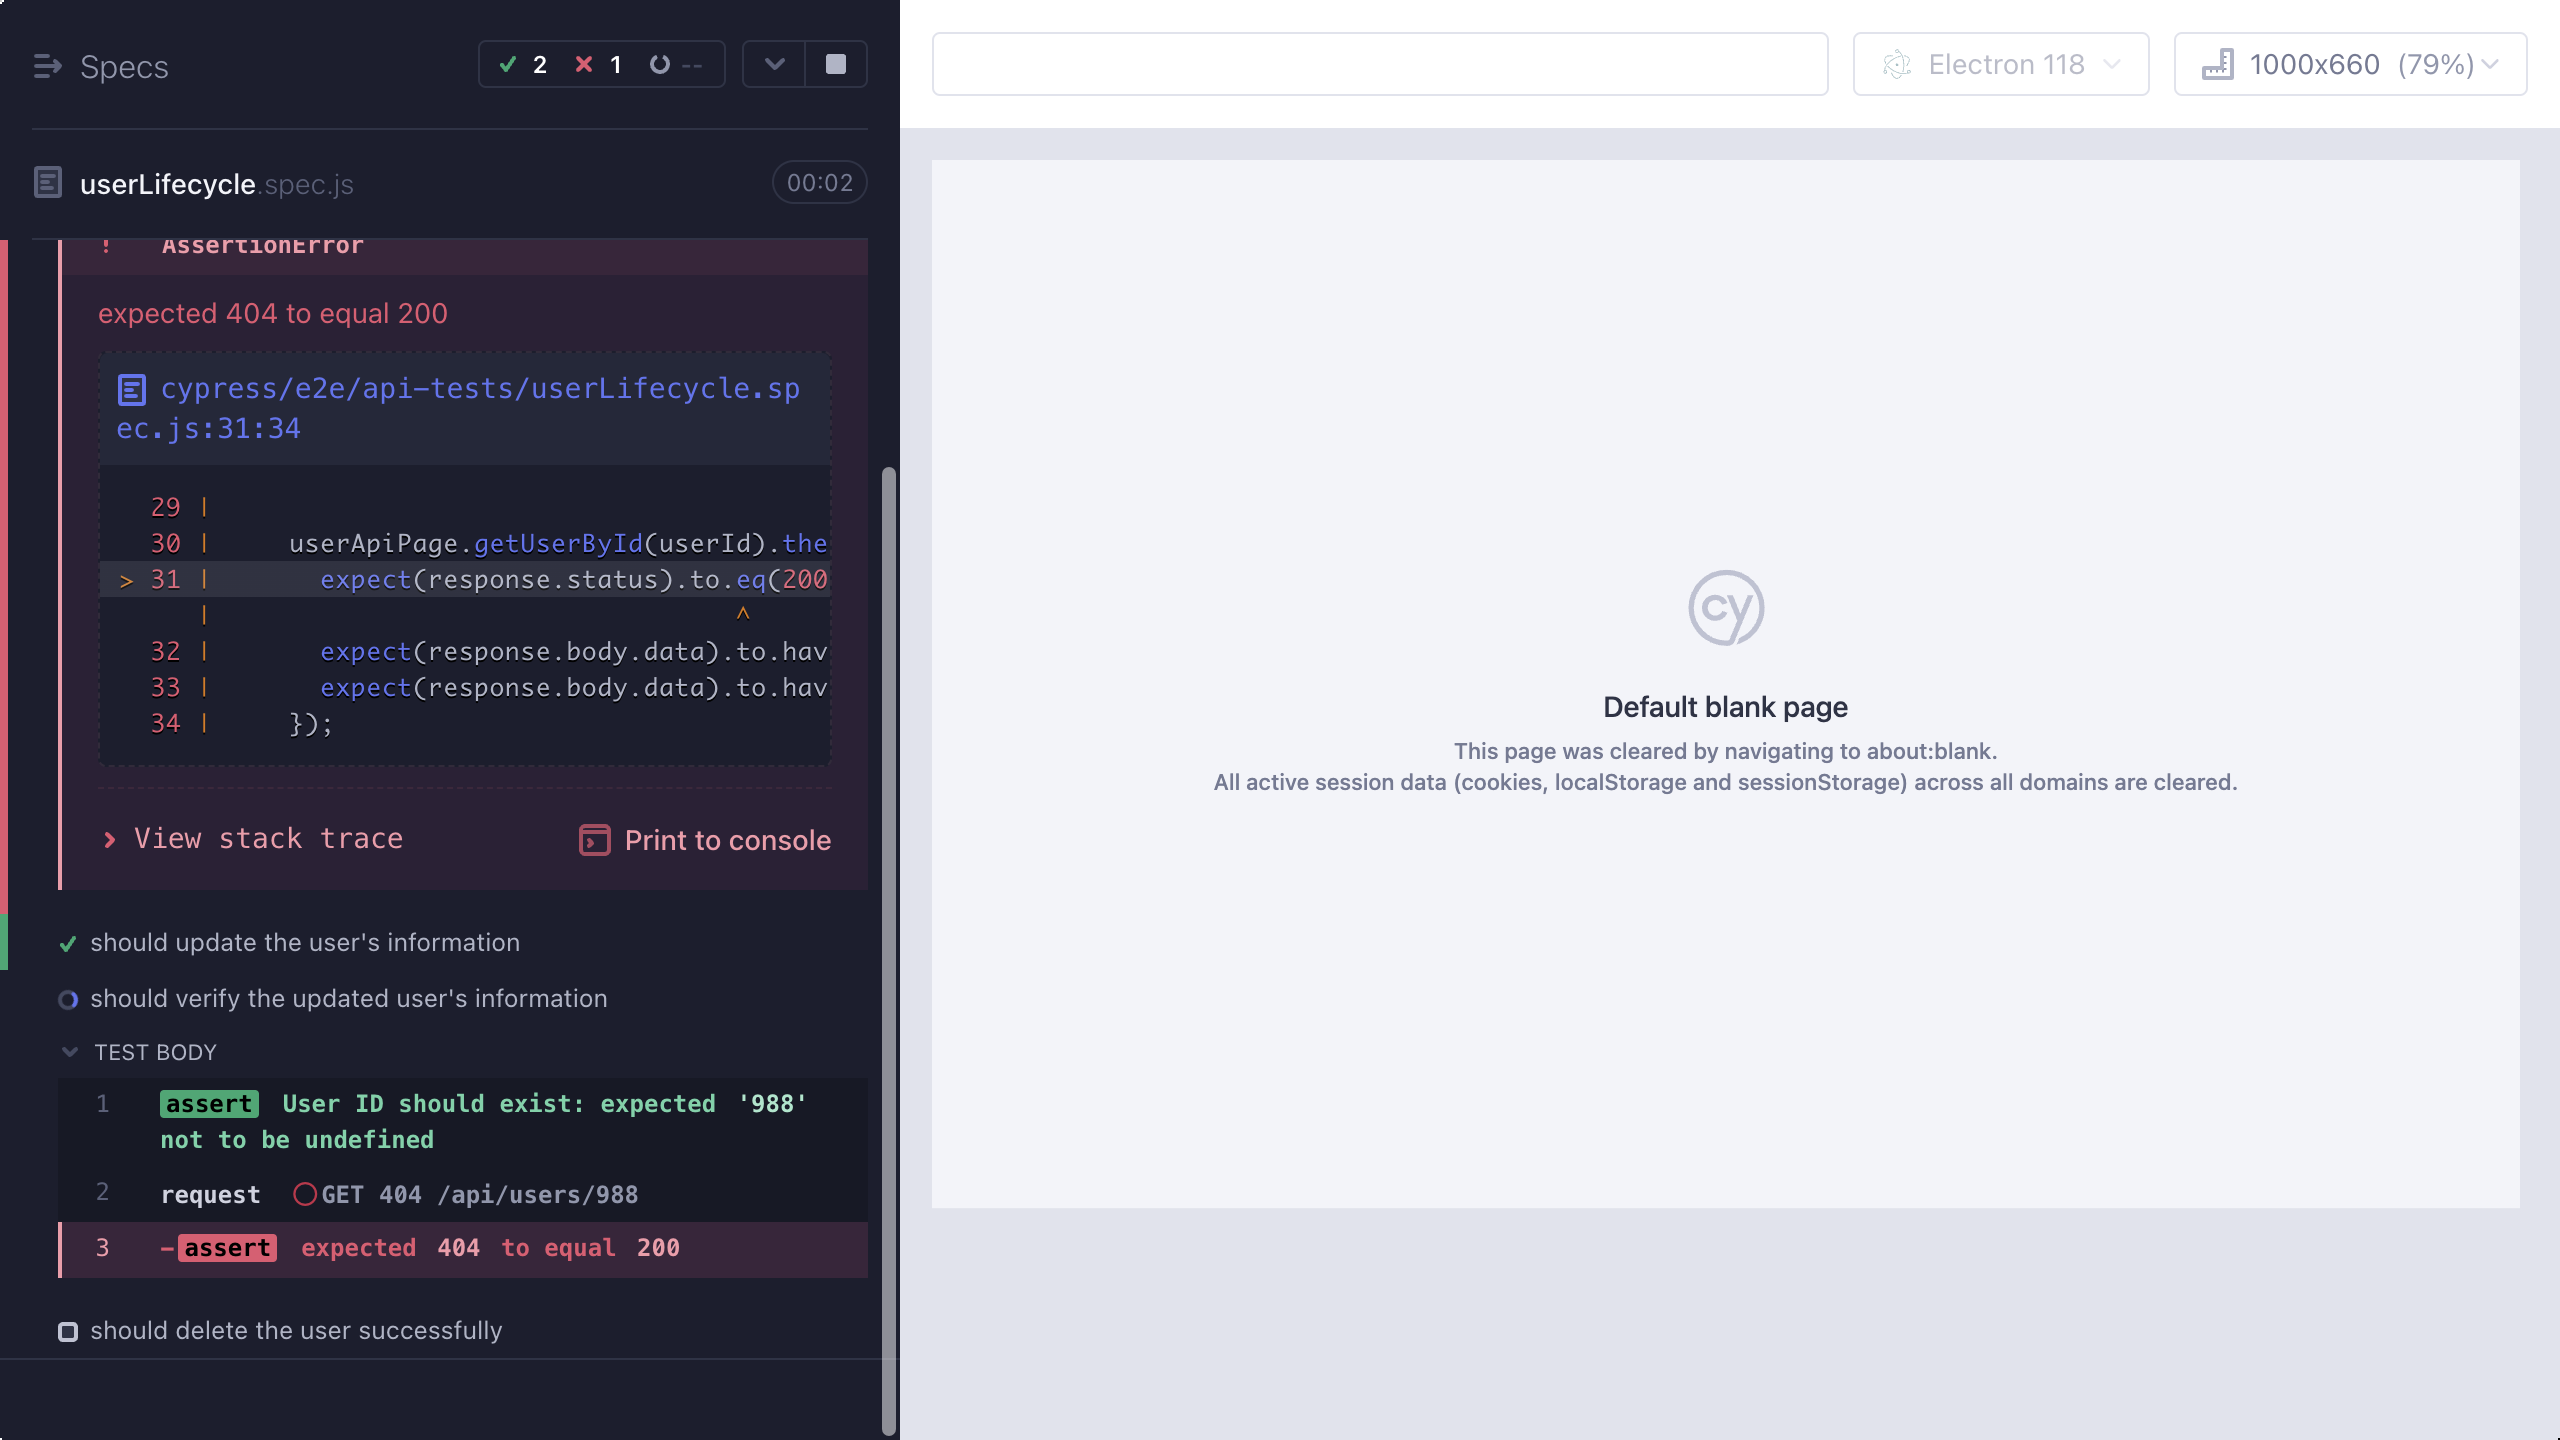 Specs
2 1 --
userLifecycle.spec.js
00:02
! AssertionError
expected 404 to equal 200
cypress/e2e/api-tests/userLifecycle.sp
ec.js:31:34
29 |
30 | userApiPage.getUserById(userId).the
> 31 | expect(response.status).to.eq(200
| ^
32 | expect(response.body.data).to.hav
33 | expect(response.body.data).to.hav
34 | });
View stack trace
Print to console
should update the user's information
should verify the updated user's information
TEST BODY
1 assert User ID should exist: expected '988'
not to be undefined
2 request GET 404 /api/users/988
3 -assert expected 404 to equal 200
should delete the user successfully
Electron 118
1000x660 (79%)
cy
Default blank page
This page was cleared by navigating to about:blank.
All active session data (cookies, localStorage and sessionStorage) across all domains are cleared.